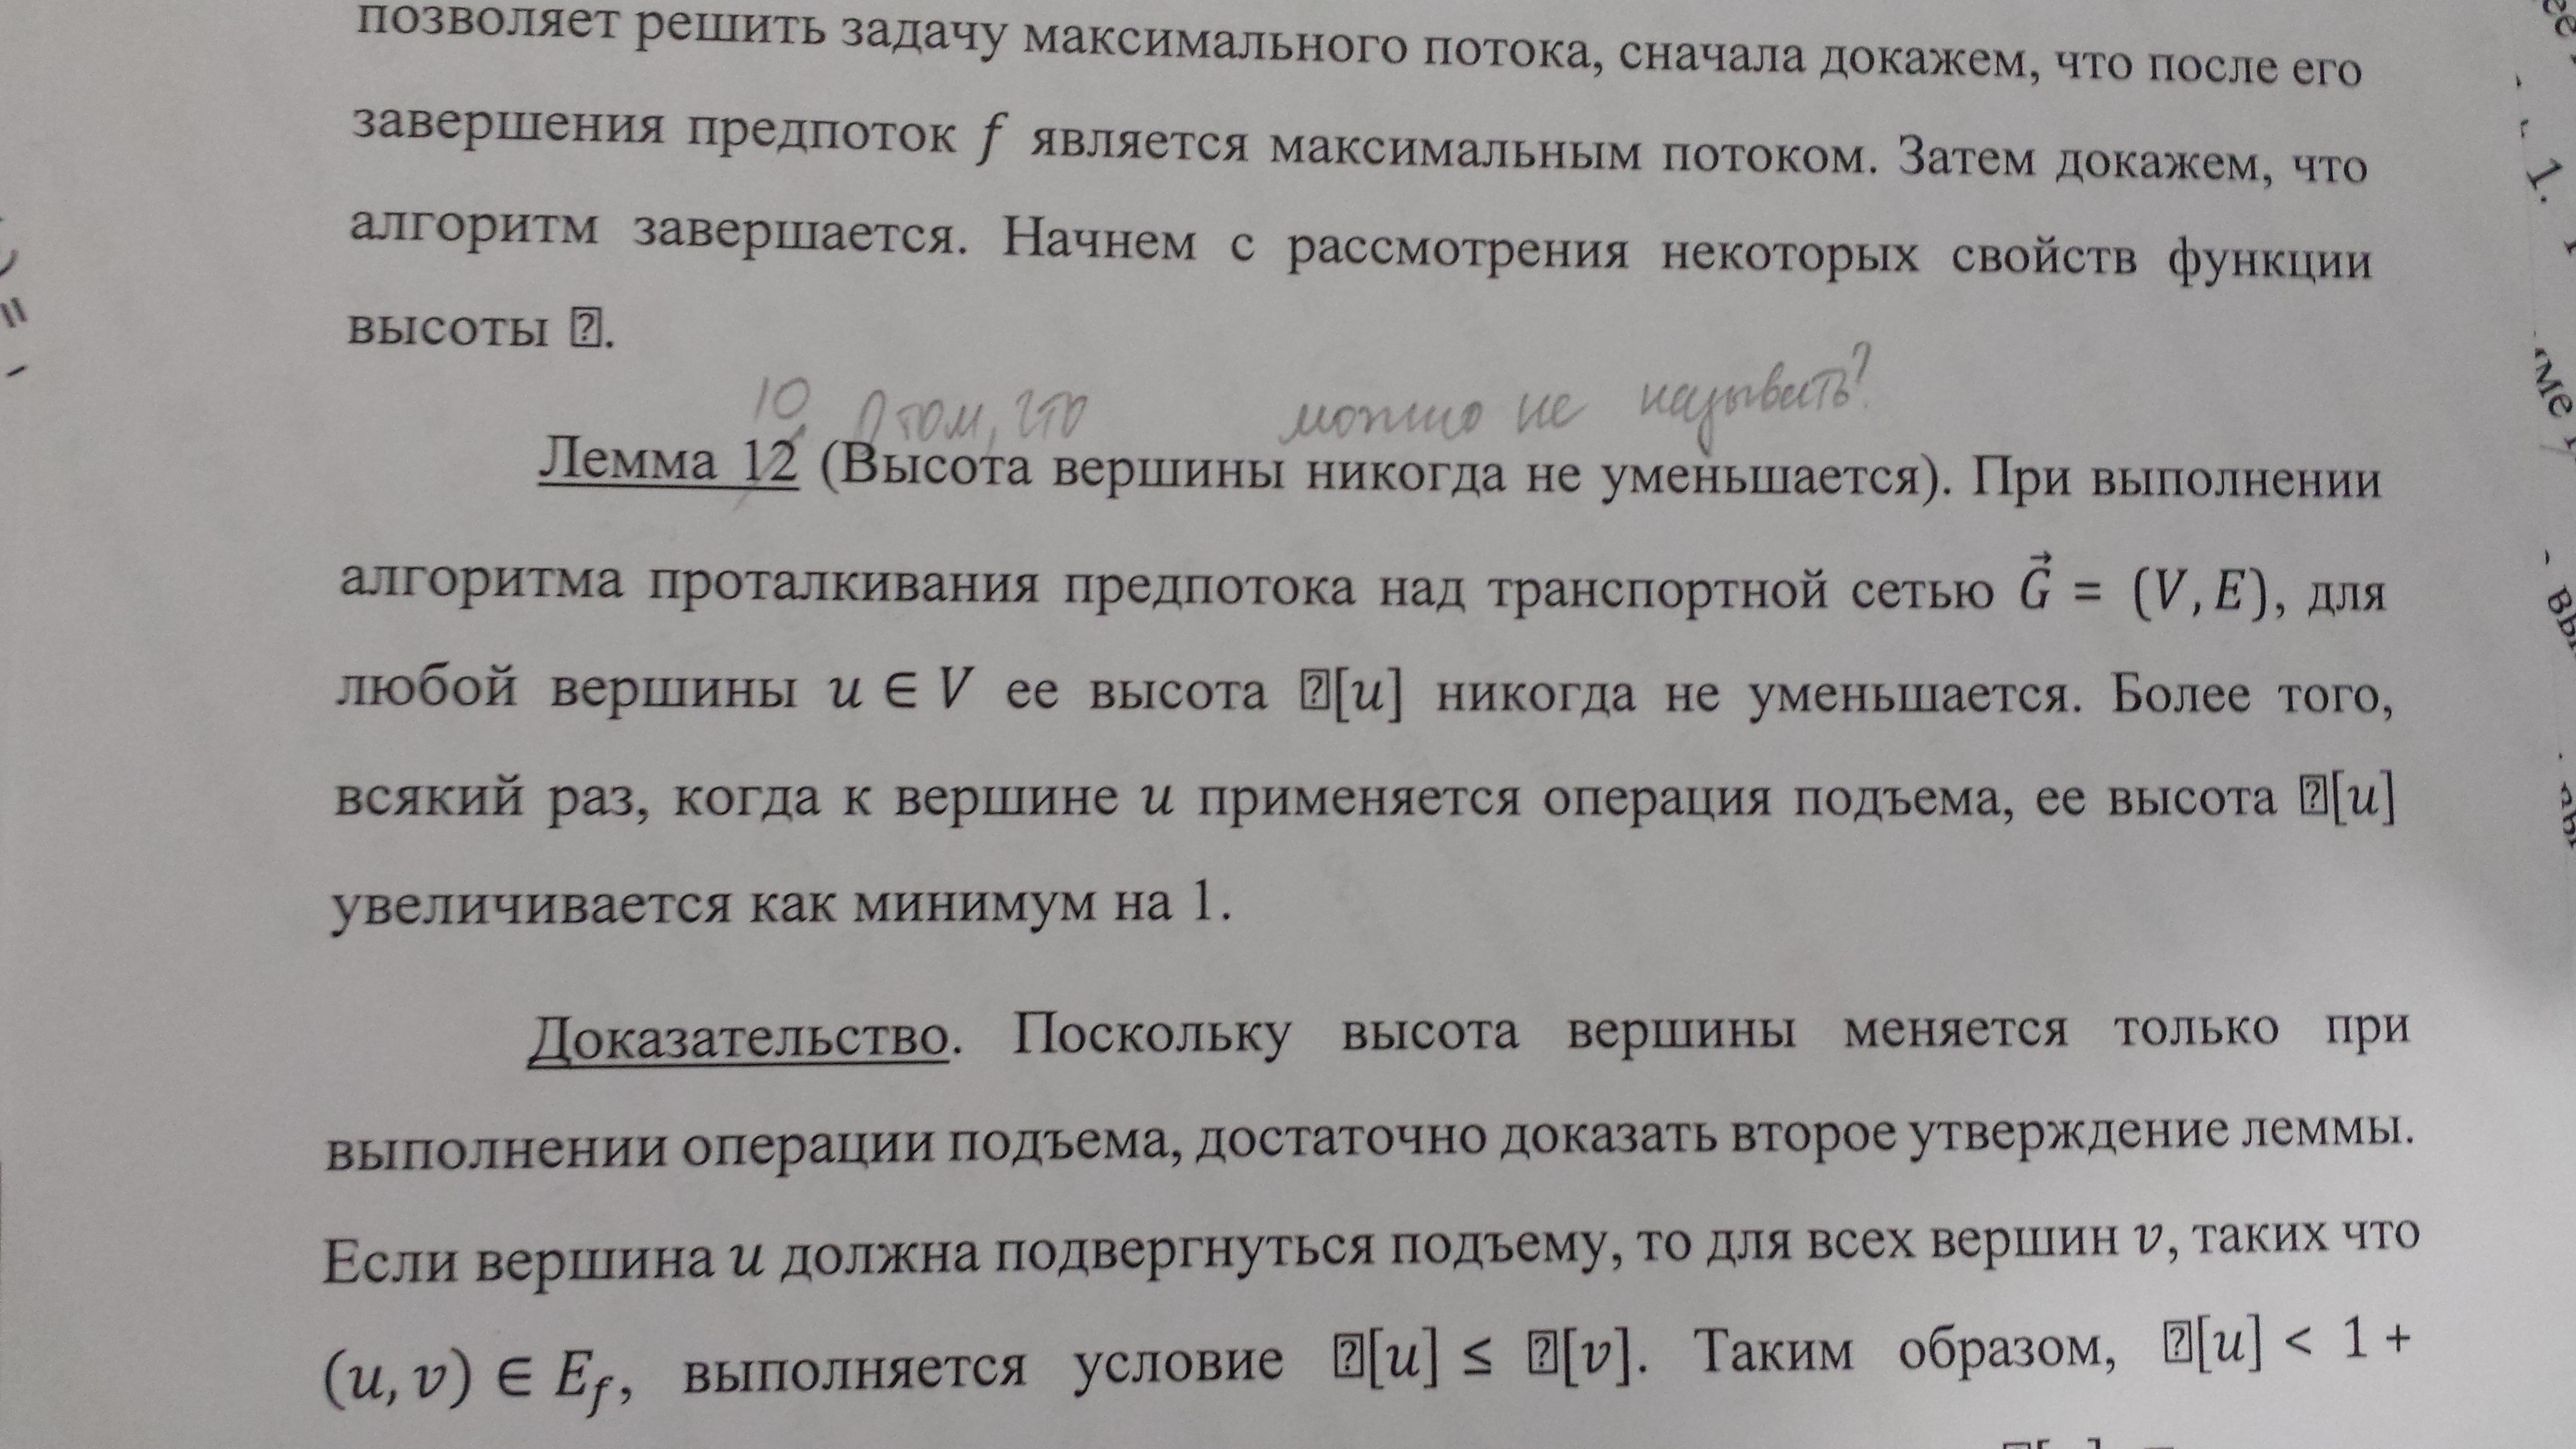 позволяет решить задачу максимального потока, сначала докажем, что после его
завершения предпоток f является максимальным потоком. Затем докажем, что
алгоритм завершается. Начнем с рассмотрения некоторых свойств функции
высоты ⍰.
10 О том, что можно не называть?
Лемма 12 (Высота вершины никогда не уменьшается). При выполнении
алгоритма проталкивания предпотока над транспортной сетью G⃗ = (V, E), для
любой вершины u ∈ V ее высота ⍰[u] никогда не уменьшается. Более того,
всякий раз, когда к вершине u применяется операция подъема, ее высота ⍰[u]
увеличивается как минимум на 1.
Доказательство. Поскольку высота вершины меняется только при
выполнении операции подъема, достаточно доказать второе утверждение леммы.
Если вершина u должна подвергнуться подъему, то для всех вершин v, таких что
(u, v) ∈ E_f, выполняется условие ⍰[u] ≤ ⍰[v]. Таким образом, ⍰[u] < 1 +